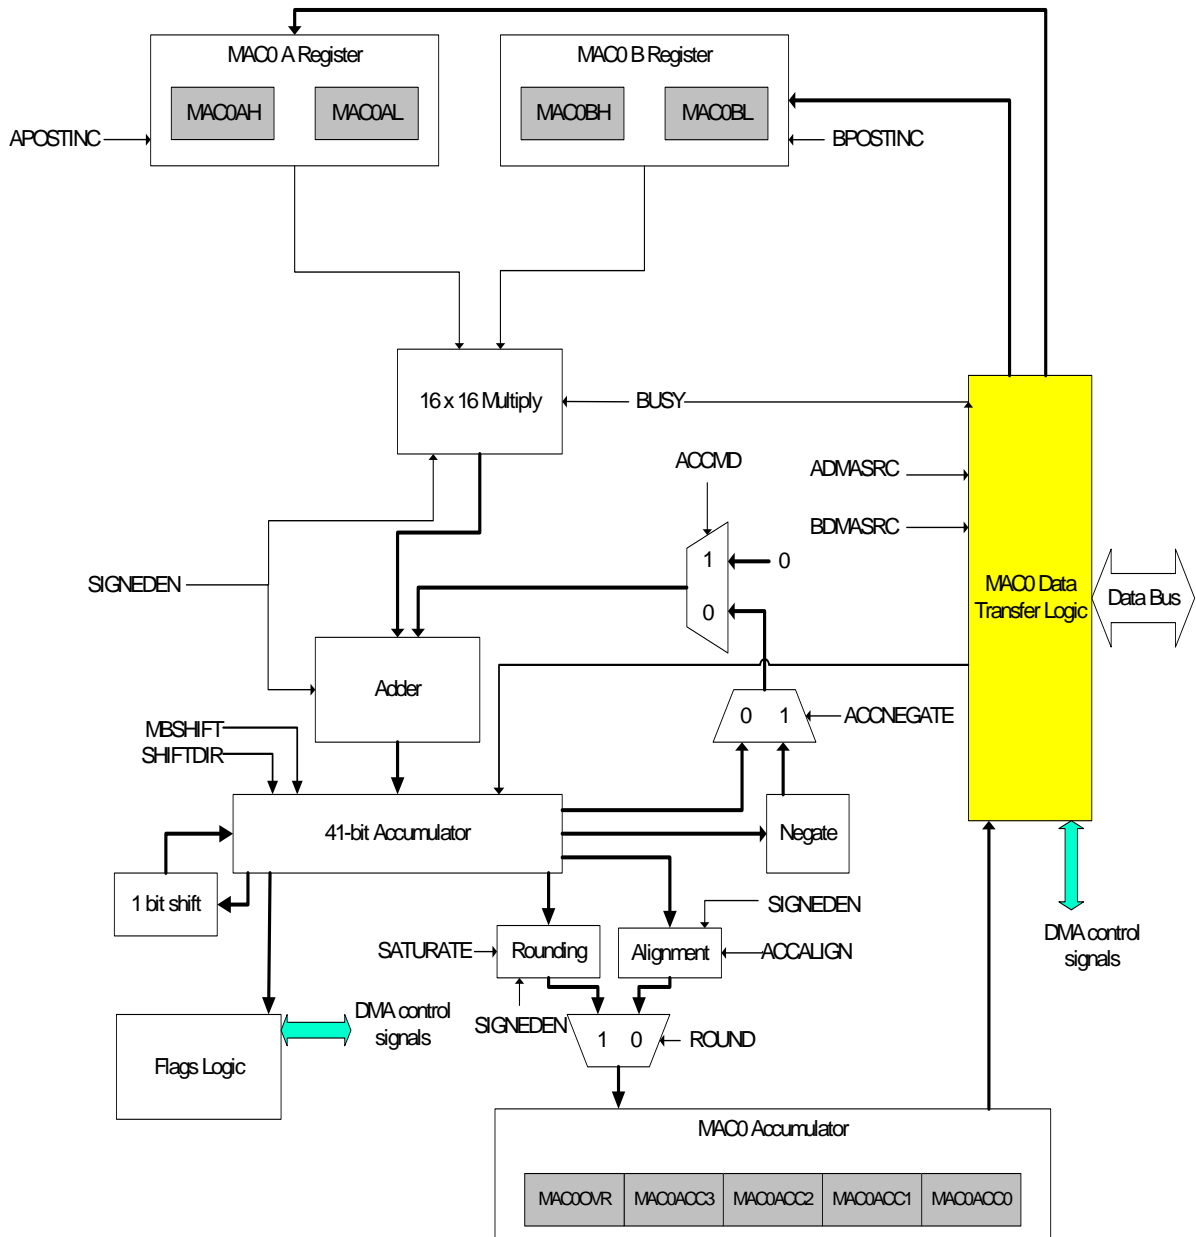 MAC0 A Register
MAC0 B Register
MAC0AH
MAC0AL
MAC0BH
MAC0BL
APOSTINC
BPOSTINC
16 x 16 Multiply
BUSY
ACCMD
ADMASRC
BDMASRC
1
0
0
SIGNEDEN
MAC0 Data
Transfer Logic
Data Bus
Adder
0
1
ACCNEGATE
MBSHIFT
SHIFTDIR
41-bit Accumulator
Negate
1 bit shift
SIGNEDEN
SATURATE
Rounding
Alignment
ACCALIGN
DMA control
signals
DMA control
signals
SIGNEDEN
1
0
ROUND
Flags Logic
MAC0 Accumulator
MAC0OVR
MAC0ACC3
MAC0ACC2
MAC0ACC1
MAC0ACC0